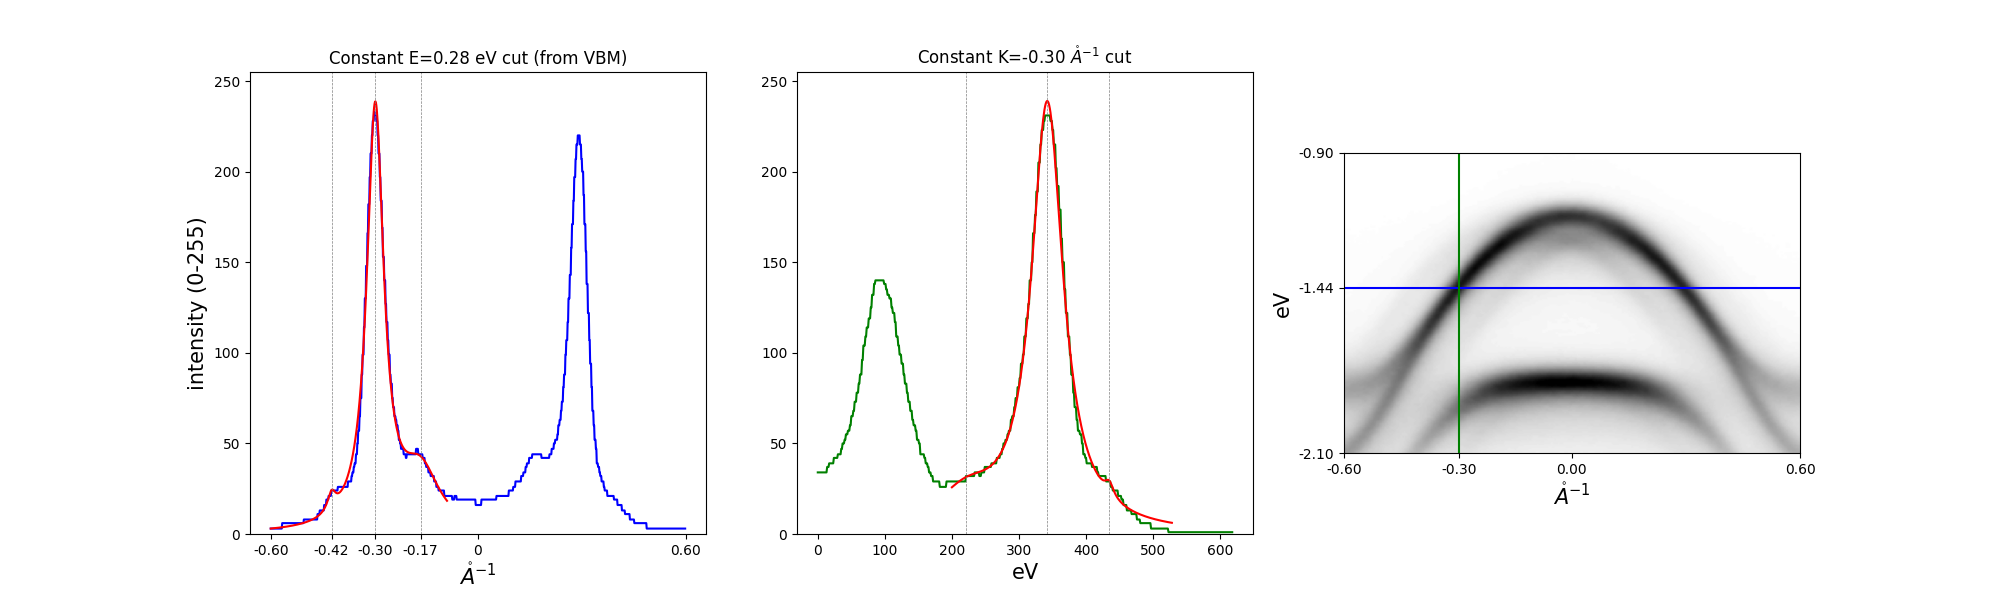 Constant E=0.28 eV cut (from VBM)
intensity (0-255)
250
200
150
100
50
0
-0.60 -0.42 -0.30 -0.17 0 0.60
Å⁻¹
Constant K=-0.30 Å⁻¹ cut
250
200
150
100
50
0
0 100 200 300 400 500 600
eV
eV
-0.90
-1.44
-2.10
-0.60 -0.30 0.00 0.60
Å⁻¹